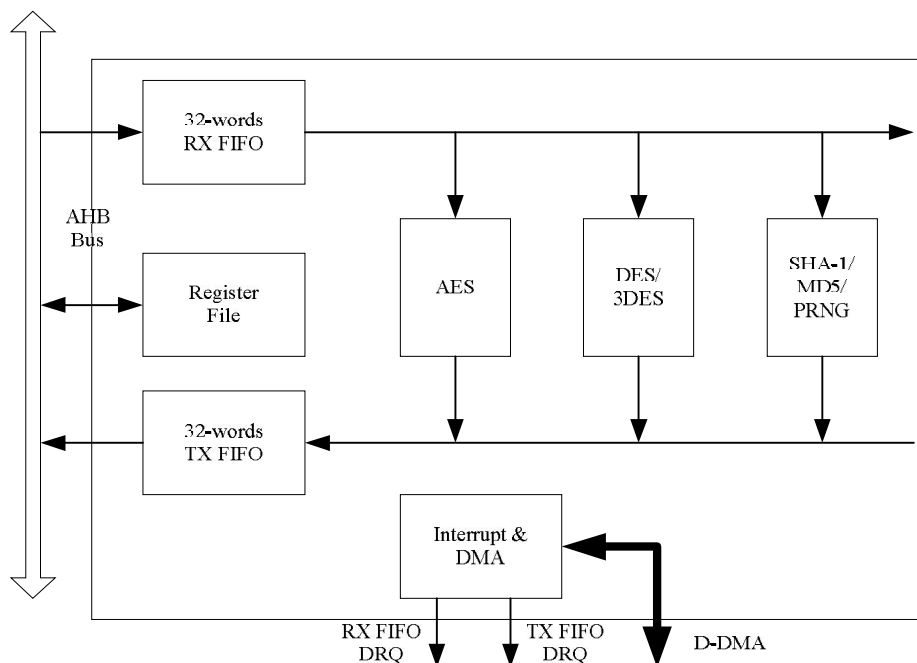 32-words
RX FIFO
AHB
Bus
Register
File
AES
DES/
3DES
SHA-1/
MD5/
PRNG
32-words
TX FIFO
Interrupt &
DMA
RX FIFO
DRQ
TX FIFO
DRQ
D-DMA